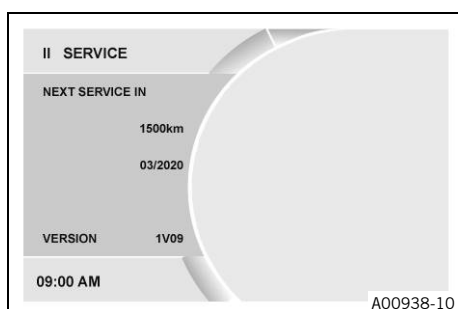 II SERVICE
NEXT SERVICE IN
1500km
03/2020
VERSION 1V09
09:00 AM
A00938-10